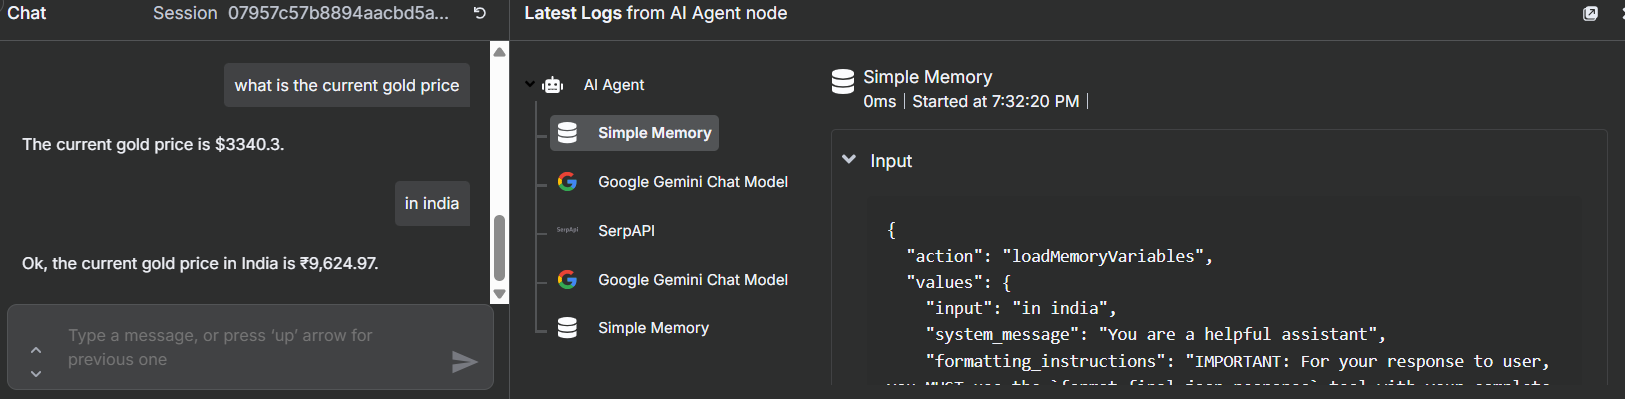 Chat
Session 07957c57b8894aacbd5a...
what is the current gold price
The current gold price is $3340.3.
in india
Ok, the current gold price in India is ₹9,624.97.
Type a message, or press ‘up’ arrow for
previous one
Latest Logs from AI Agent node
AI Agent
Simple Memory
Google Gemini Chat Model
SerpApi SerpAPI
Google Gemini Chat Model
Simple Memory
Simple Memory
0ms | Started at 7:32:20 PM |
Input
{
"action": "loadMemoryVariables",
"values": {
"input": "in india",
"system_message": "You are a helpful assistant",
"formatting_instructions": "IMPORTANT: For your response to user,